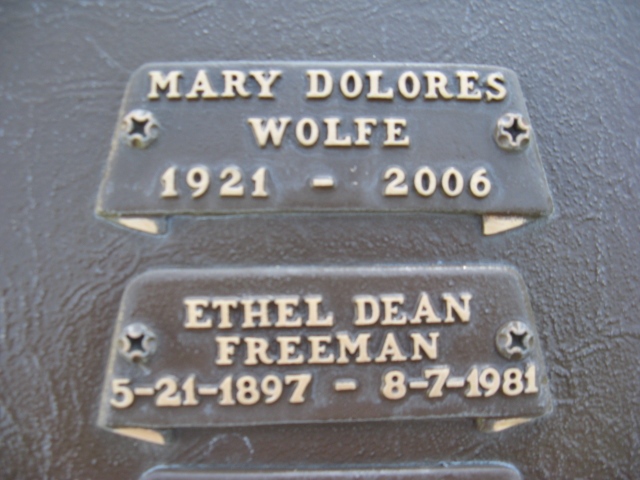 MARY DOLORES
WOLFE
1921 - 2006
ETHEL DEAN
FREEMAN
5-21-1897 - 8-7-1981